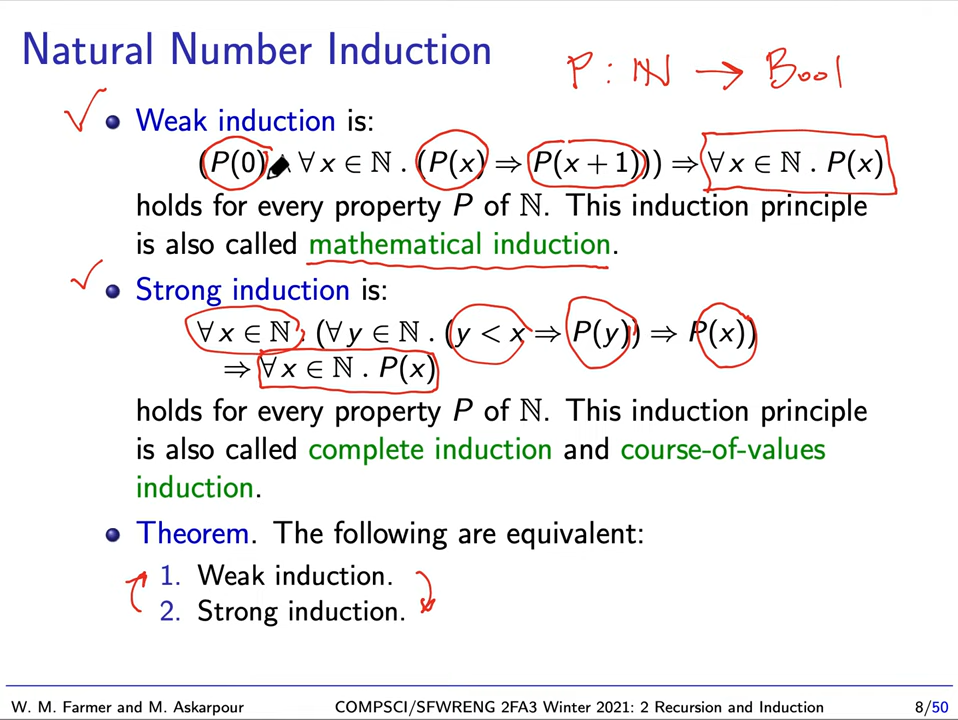 Natural Number Induction
P : ℕ → Bool
Weak induction is:
(P(0) ∧ ∀ x ∈ ℕ . (P(x) ⇒ P(x + 1))) ⇒ ∀ x ∈ ℕ . P(x)
holds for every property P of ℕ. This induction principle
is also called mathematical induction.
Strong induction is:
∀ x ∈ ℕ . (∀ y ∈ ℕ . (y < x ⇒ P(y)) ⇒ P(x))
⇒ ∀ x ∈ ℕ . P(x)
holds for every property P of ℕ. This induction principle
is also called complete induction and course-of-values
induction.
Theorem. The following are equivalent:
1. Weak induction.
2. Strong induction.
W. M. Farmer and M. Askarpour COMPSCI/SFWRENG 2FA3 Winter 2021: 2 Recursion and Induction 8/50